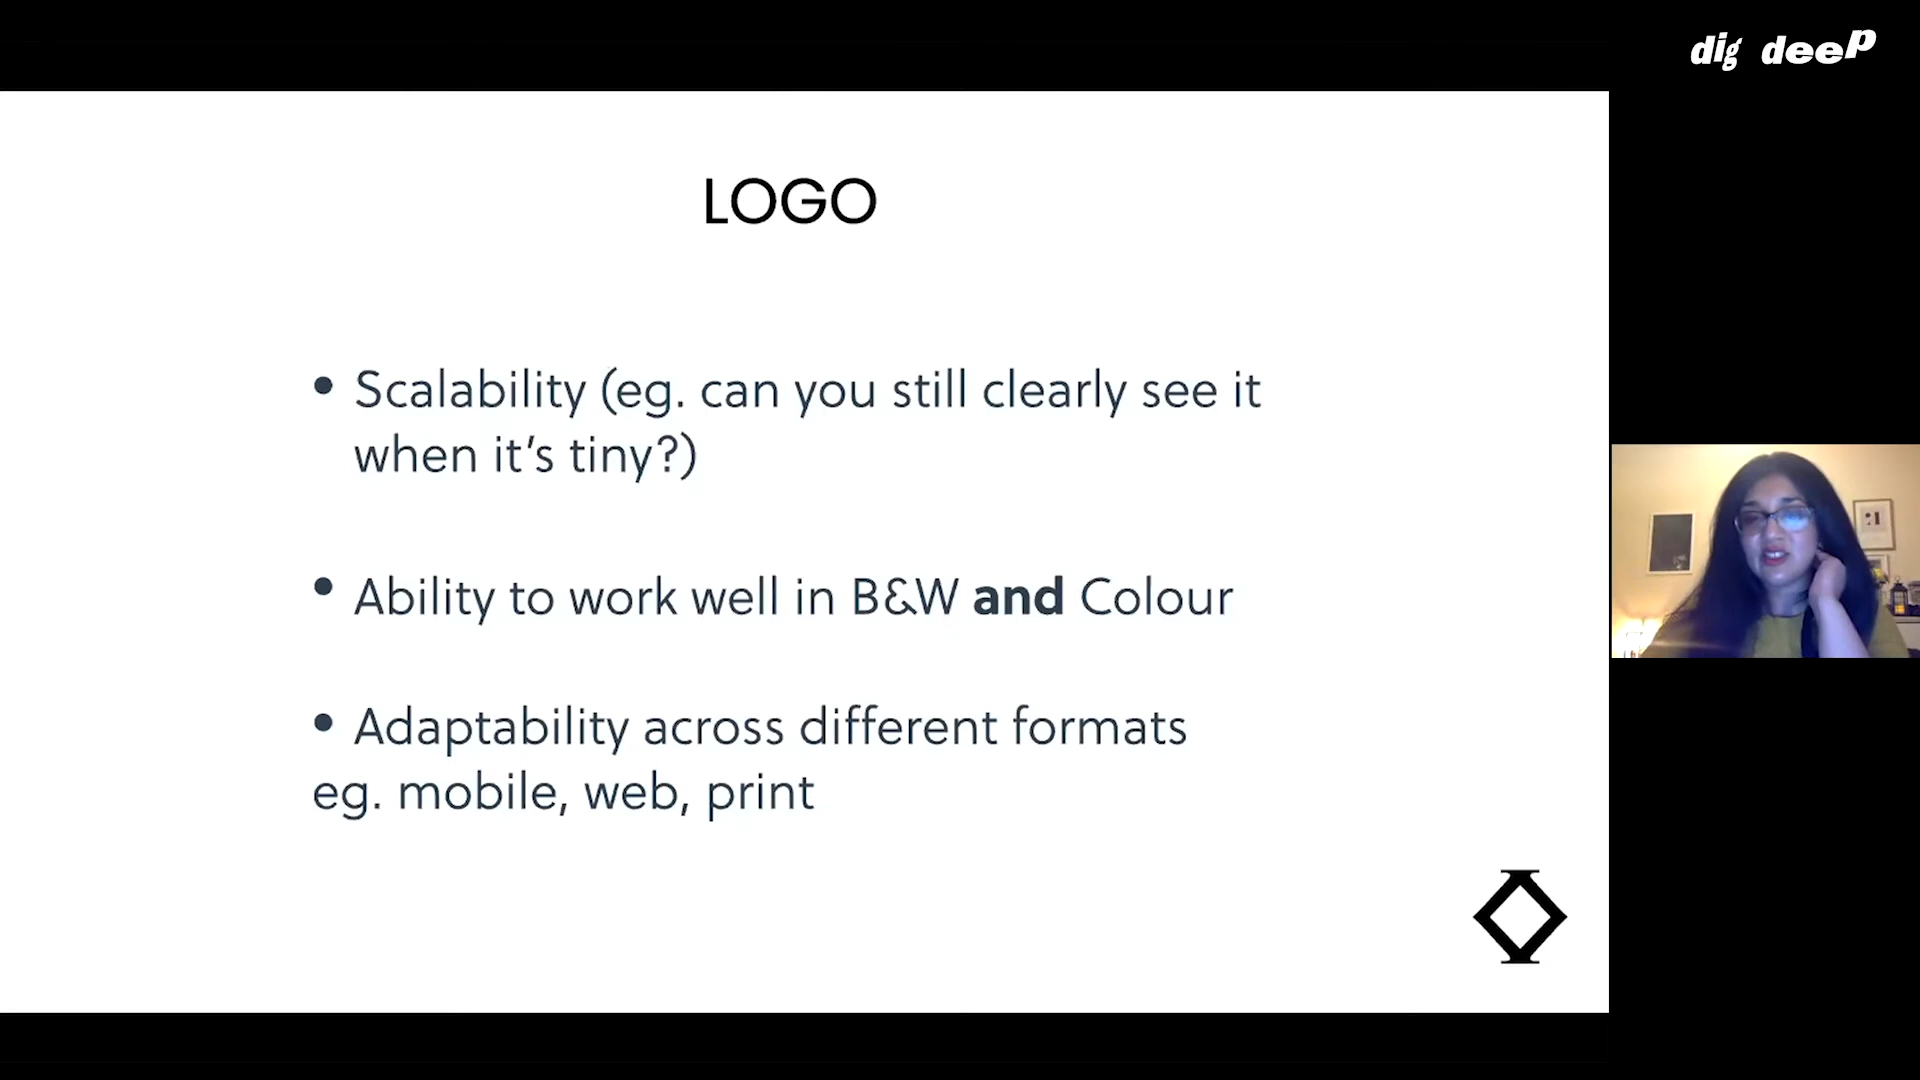 dig deep
LOGO
• Scalability (eg. can you still clearly see it
when it’s tiny?)
• Ability to work well in B&W and Colour
• Adaptability across different formats
eg. mobile, web, print